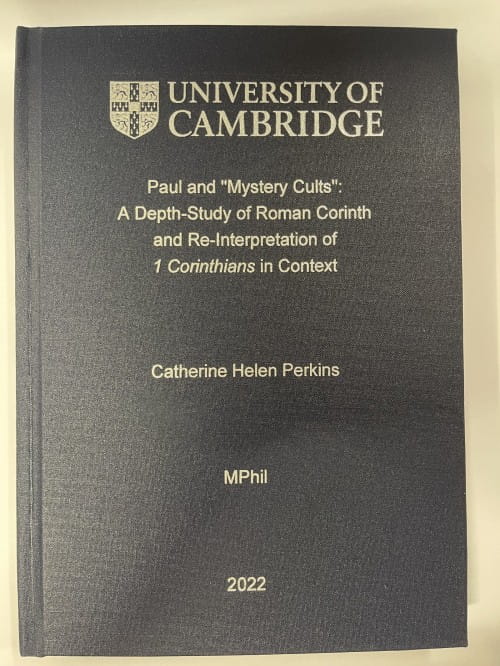 UNIVERSITY OF
CAMBRIDGE
Paul and "Mystery Cults":
A Depth-Study of Roman Corinth
and Re-Interpretation of
1 Corinthians in Context
Catherine Helen Perkins
MPhil
2022